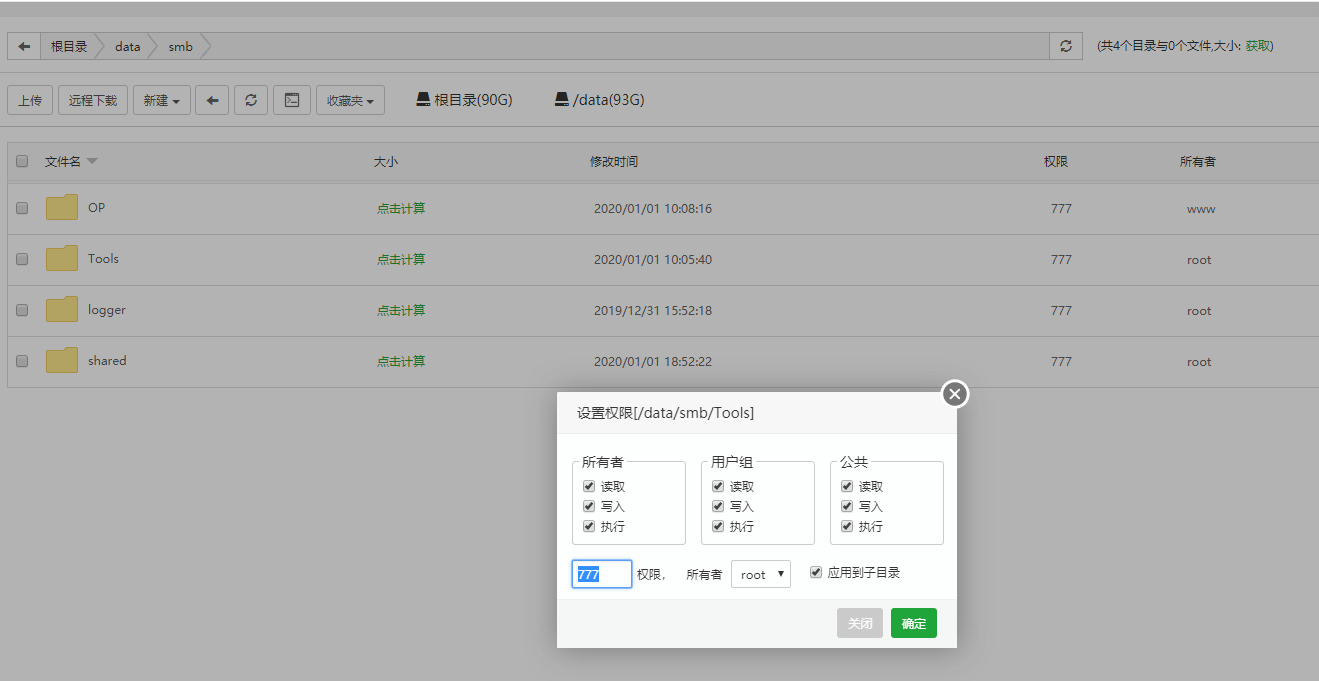 根目录 data smb (共4个目录与0个文件,大小: 获取)
上传 远程下载 新建 收藏夹 根目录(90G) /data(93G)
文件名 大小 修改时间 权限 所有者
OP 点击计算 2020/01/01 10:08:16 777 www
Tools 点击计算 2020/01/01 10:05:40 777 root
logger 点击计算 2019/12/31 15:52:18 777 root
shared 点击计算 2020/01/01 18:52:22 777 root
设置权限[/data/smb/Tools]
所有者 用户组 公共
读取 读取 读取
写入 写入 写入
执行 执行 执行
777 权限， 所有者 root 应用到子目录
关闭 确定